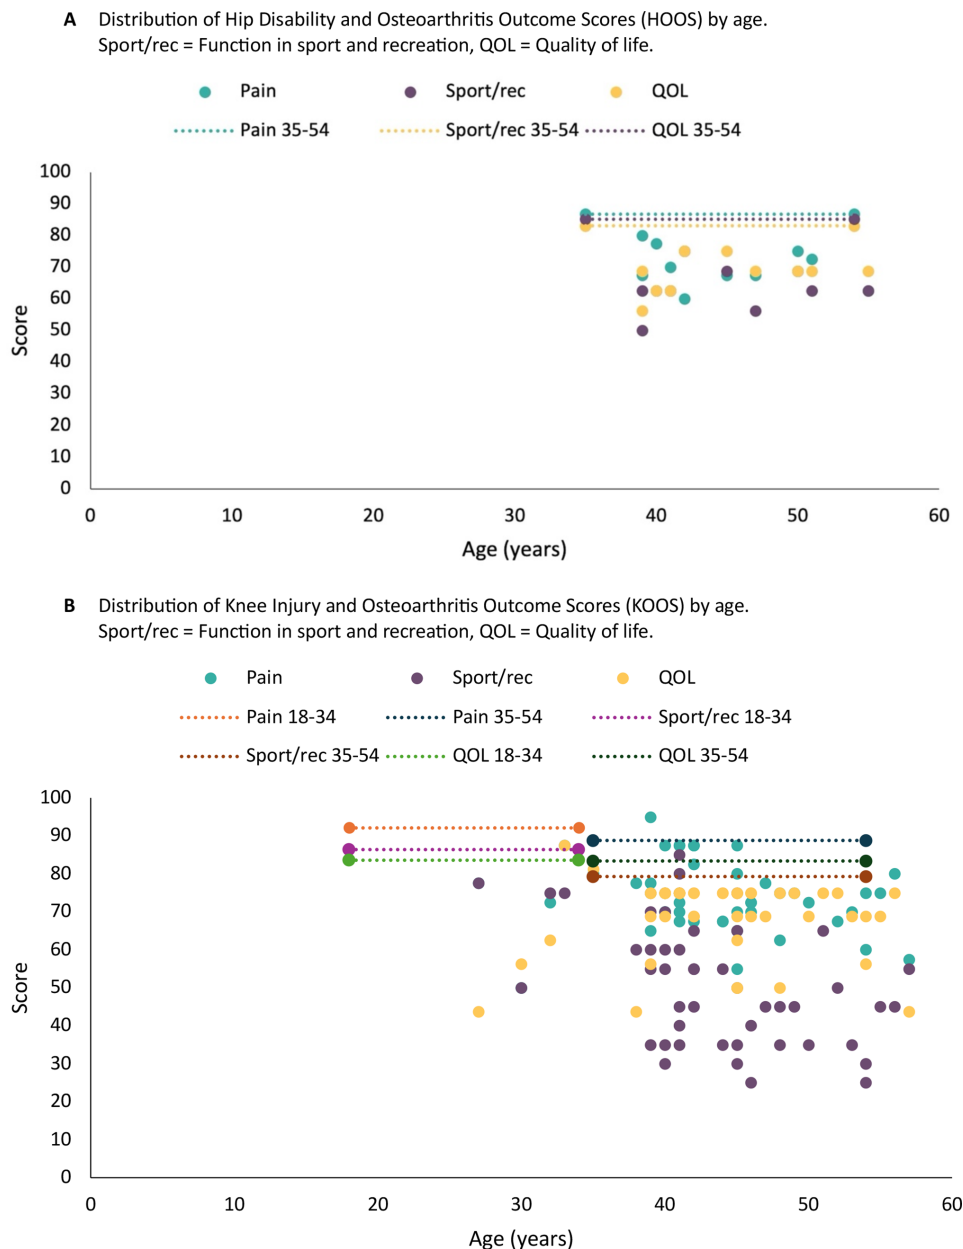 A Distribution of Hip Disability and Osteoarthritis Outcome Scores (HOOS) by age.
Sport/rec = Function in sport and recreation, QOL = Quality of life.
Pain Sport/rec QOL
Pain 35-54 Sport/rec 35-54 QOL 35-54
100
90
80
70
60
50
40
30
20
10
0
Score
0 10 20 30 40 50 60
Age (years)
B Distribution of Knee Injury and Osteoarthritis Outcome Scores (KOOS) by age.
Sport/rec = Function in sport and recreation, QOL = Quality of life.
Pain Sport/rec QOL
Pain 18-34 Pain 35-54 Sport/rec 18-34
Sport/rec 35-54 QOL 18-34 QOL 35-54
100
90
80
70
60
50
40
30
20
10
0
Score
0 10 20 30 40 50 60
Age (years)